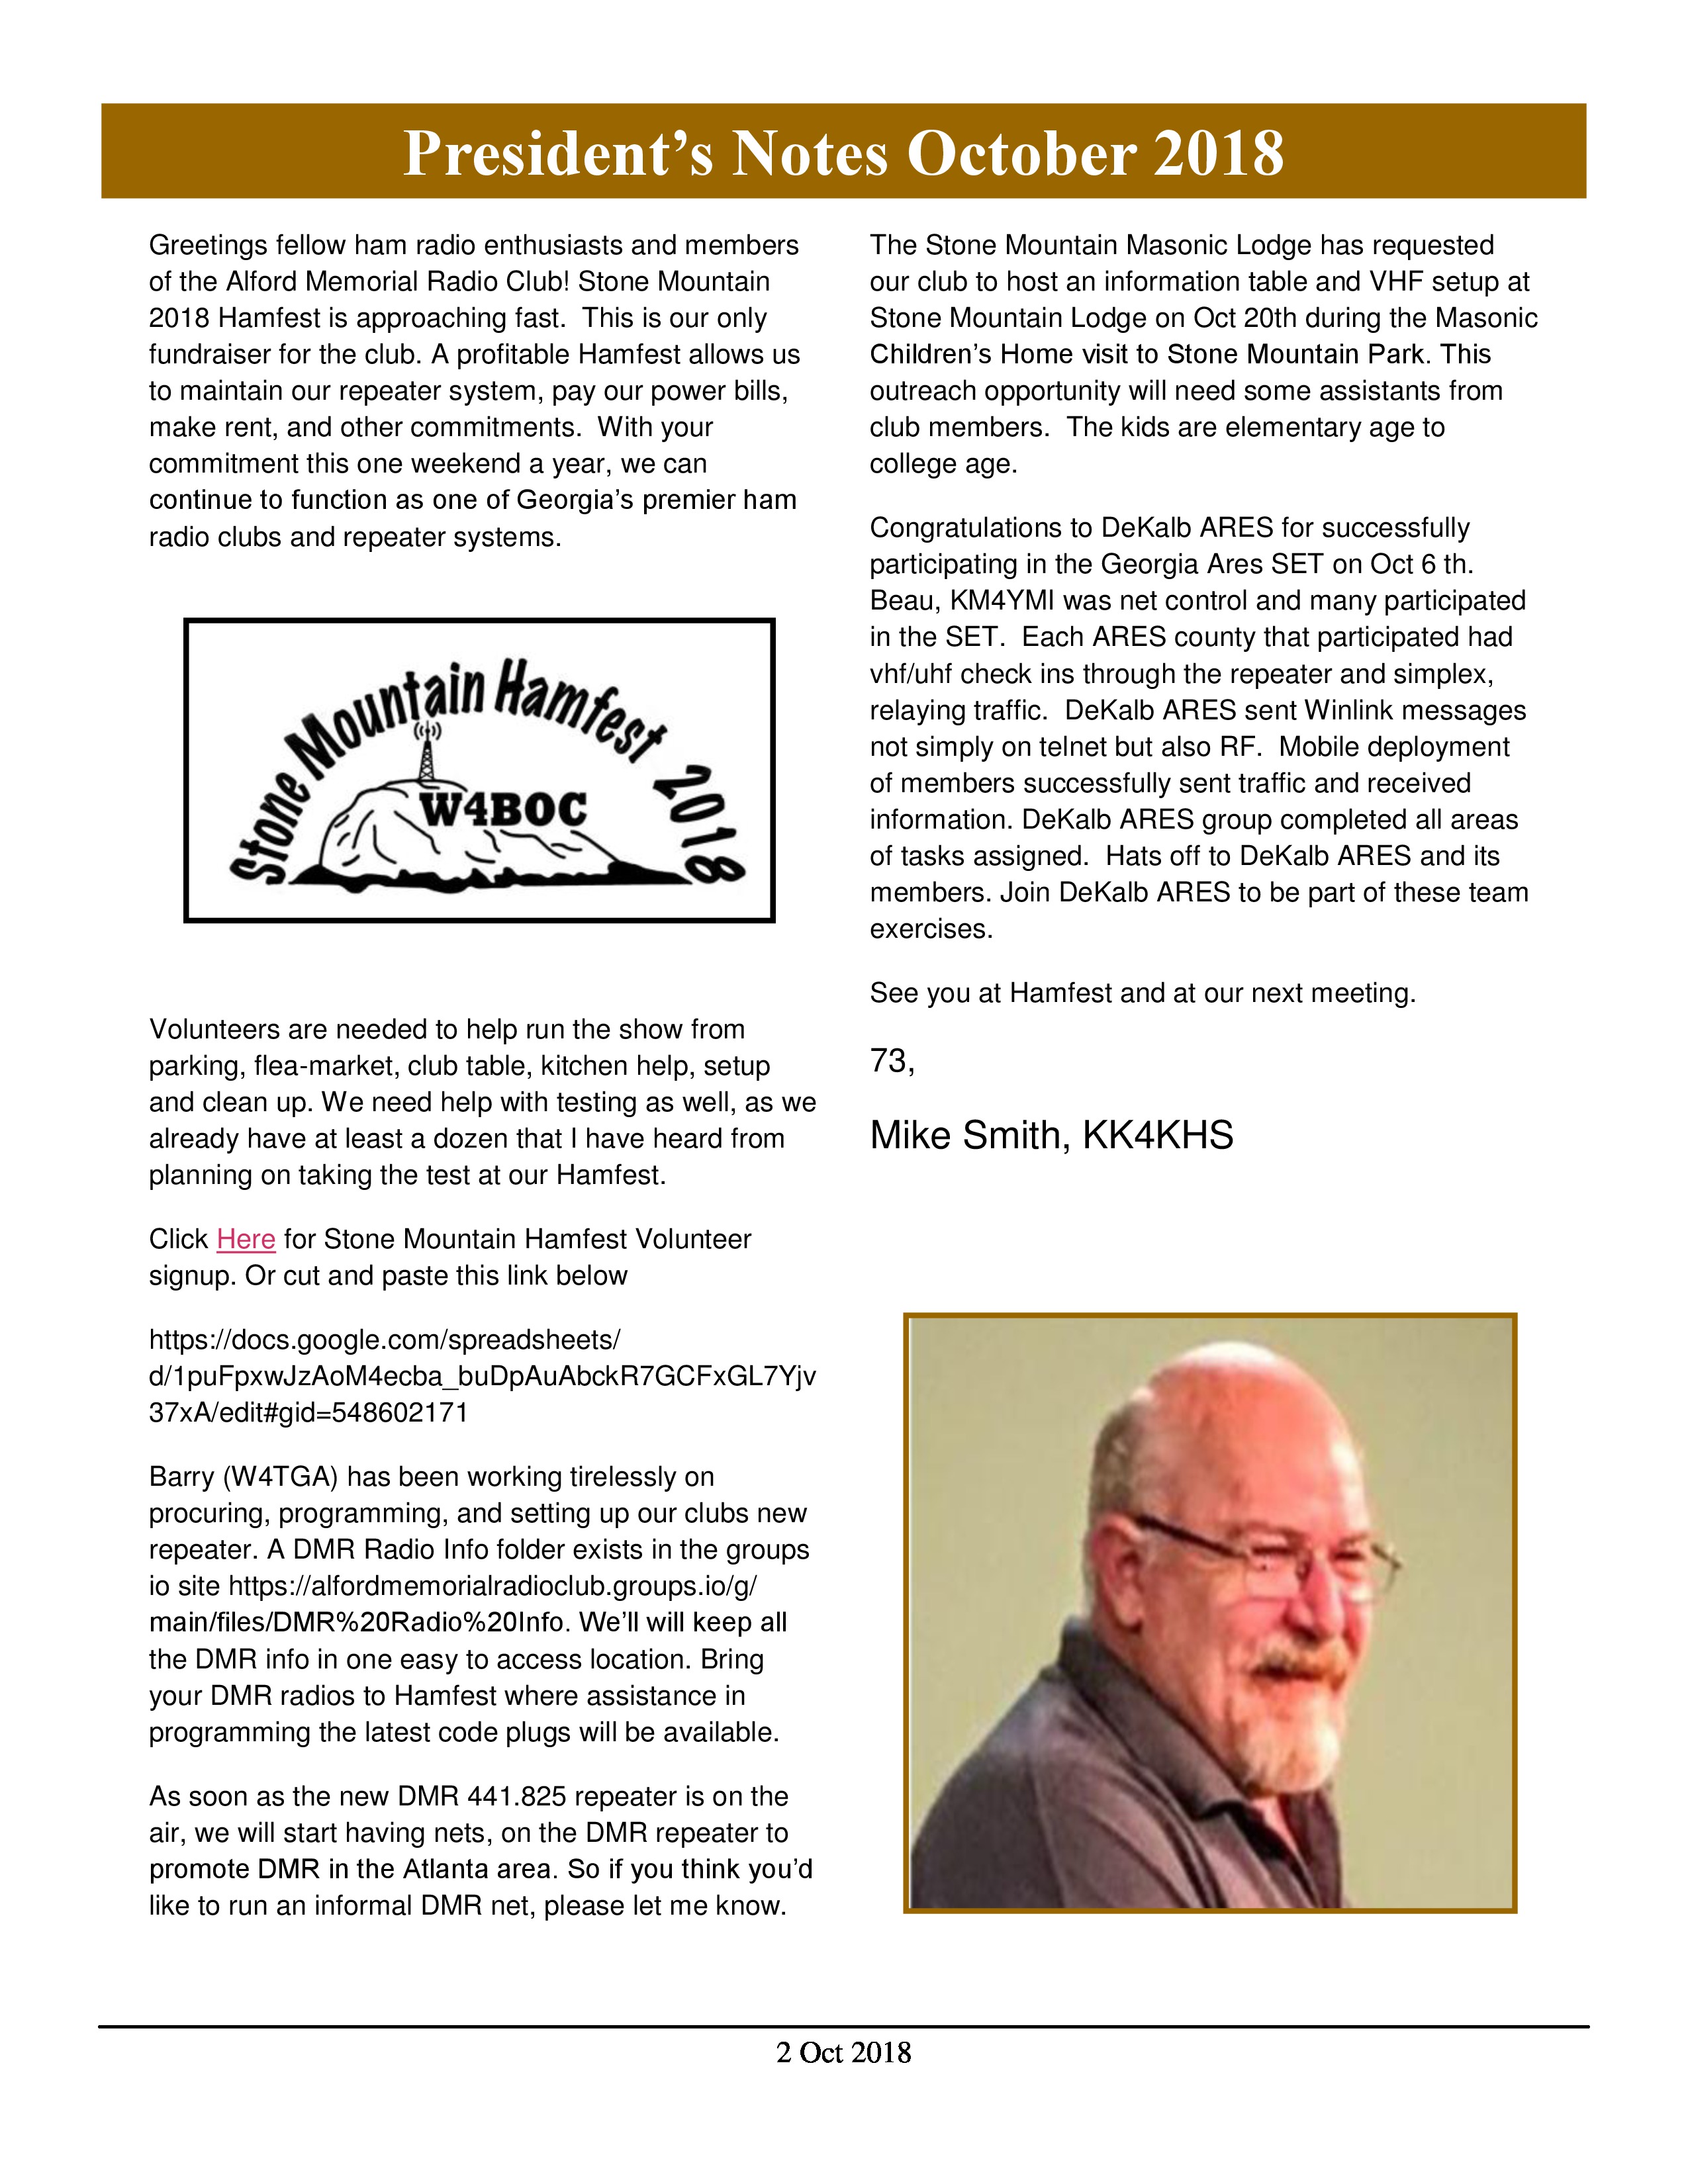 President’s Notes October 2018
Greetings fellow ham radio enthusiasts and members
of the Alford Memorial Radio Club! Stone Mountain
2018 Hamfest is approaching fast.  This is our only
fundraiser for the club. A profitable Hamfest allows us
to maintain our repeater system, pay our power bills,
make rent, and other commitments.  With your
commitment this one weekend a year, we can
continue to function as one of Georgia’s premier ham
radio clubs and repeater systems.
Stone Mountain Hamfest 2018
W4BOC
Volunteers are needed to help run the show from
parking, flea-market, club table, kitchen help, setup
and clean up. We need help with testing as well, as we
already have at least a dozen that I have heard from
planning on taking the test at our Hamfest.
Click Here for Stone Mountain Hamfest Volunteer
signup. Or cut and paste this link below
https://docs.google.com/spreadsheets/
d/1puFpxwJzAoM4ecba_buDpAuAbckR7GCFxGL7Yjv
37xA/edit#gid=548602171
Barry (W4TGA) has been working tirelessly on
procuring, programming, and setting up our clubs new
repeater. A DMR Radio Info folder exists in the groups
io site https://alfordmemorialradioclub.groups.io/g/
main/files/DMR%20Radio%20Info. We’ll will keep all
the DMR info in one easy to access location. Bring
your DMR radios to Hamfest where assistance in
programming the latest code plugs will be available.
As soon as the new DMR 441.825 repeater is on the
air, we will start having nets, on the DMR repeater to
promote DMR in the Atlanta area. So if you think you’d
like to run an informal DMR net, please let me know.
The Stone Mountain Masonic Lodge has requested
our club to host an information table and VHF setup at
Stone Mountain Lodge on Oct 20th during the Masonic
Children’s Home visit to Stone Mountain Park. This
outreach opportunity will need some assistants from
club members.  The kids are elementary age to
college age.
Congratulations to DeKalb ARES for successfully
participating in the Georgia Ares SET on Oct 6 th.
Beau, KM4YMI was net control and many participated
in the SET.  Each ARES county that participated had
vhf/uhf check ins through the repeater and simplex,
relaying traffic.  DeKalb ARES sent Winlink messages
not simply on telnet but also RF.  Mobile deployment
of members successfully sent traffic and received
information. DeKalb ARES group completed all areas
of tasks assigned.  Hats off to DeKalb ARES and its
members. Join DeKalb ARES to be part of these team
exercises.
See you at Hamfest and at our next meeting.
73,
Mike Smith, KK4KHS
2 Oct 2018